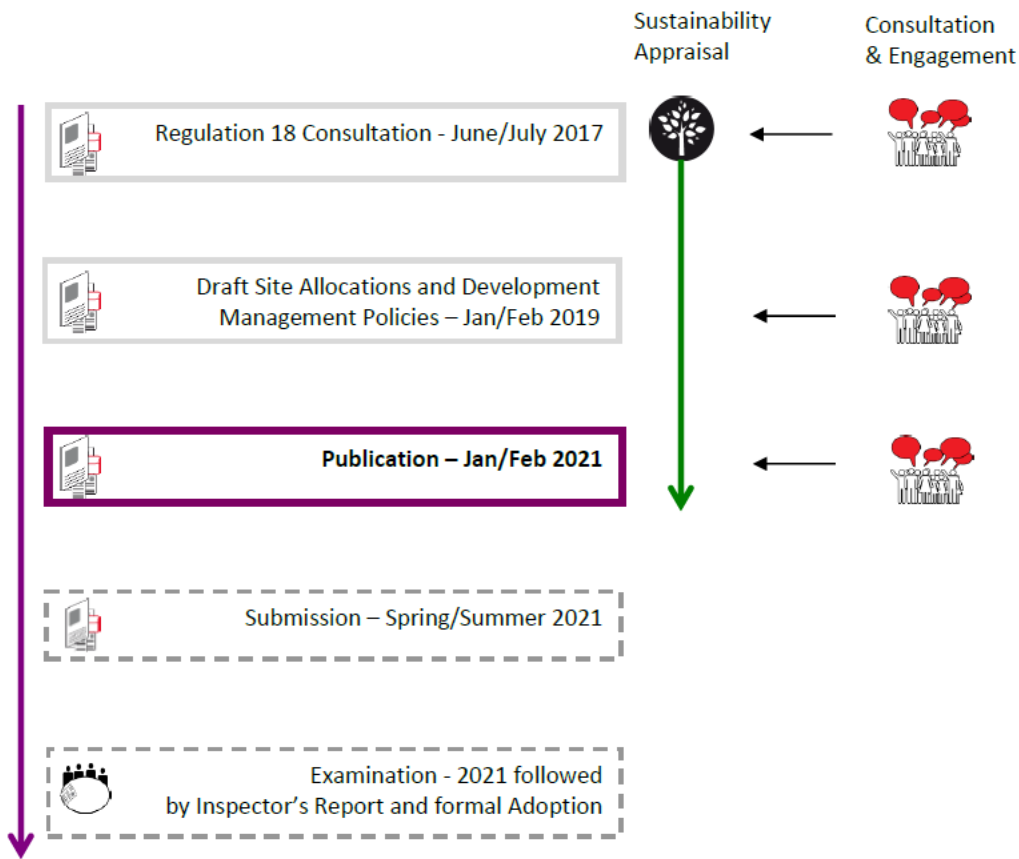 Sustainability
Appraisal
Consultation
& Engagement
Regulation 18 Consultation - June/July 2017
Draft Site Allocations and Development
Management Policies – Jan/Feb 2019
Publication – Jan/Feb 2021
Submission – Spring/Summer 2021
Examination - 2021 followed
by Inspector’s Report and formal Adoption